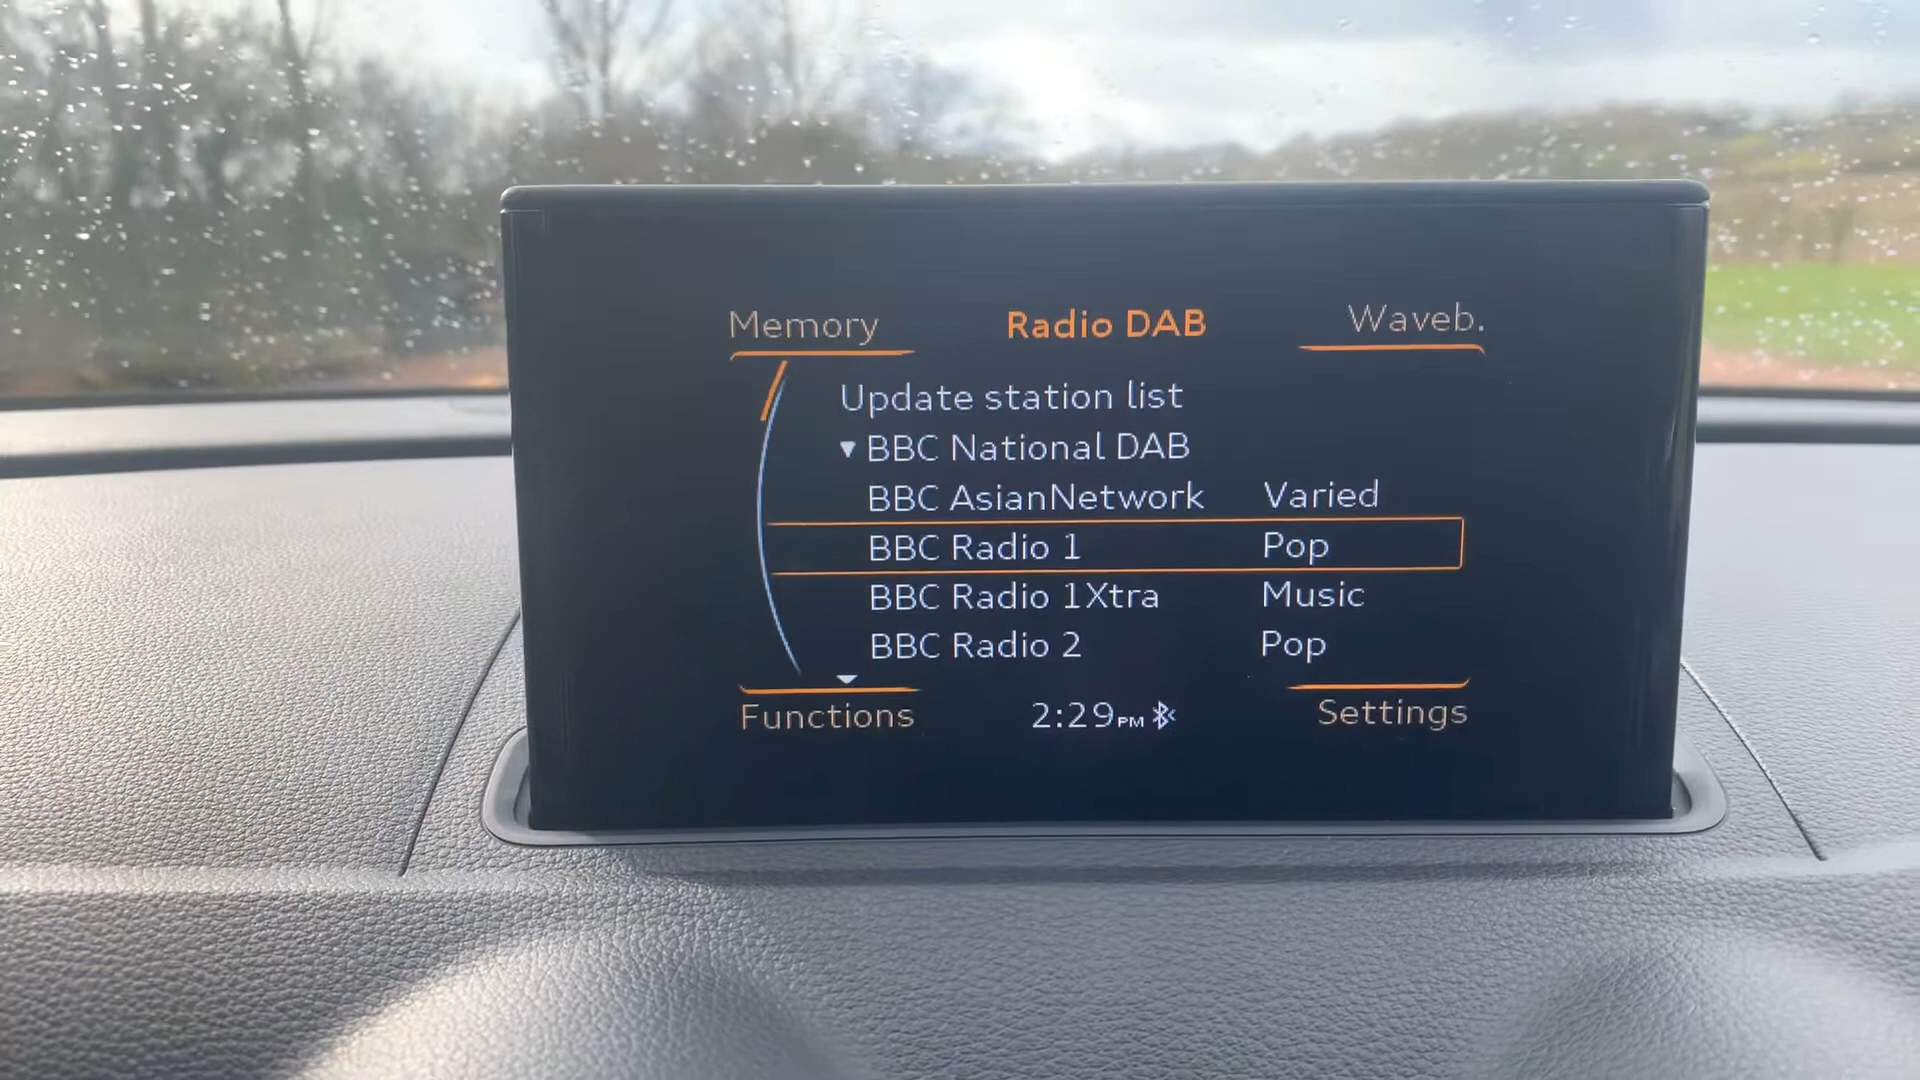 Memory Radio DAB Waveb.
Update station list
▼ BBC National DAB
BBC AsianNetwork Varied
BBC Radio 1 Pop
BBC Radio 1Xtra Music
BBC Radio 2 Pop
Functions 2:29PM Settings